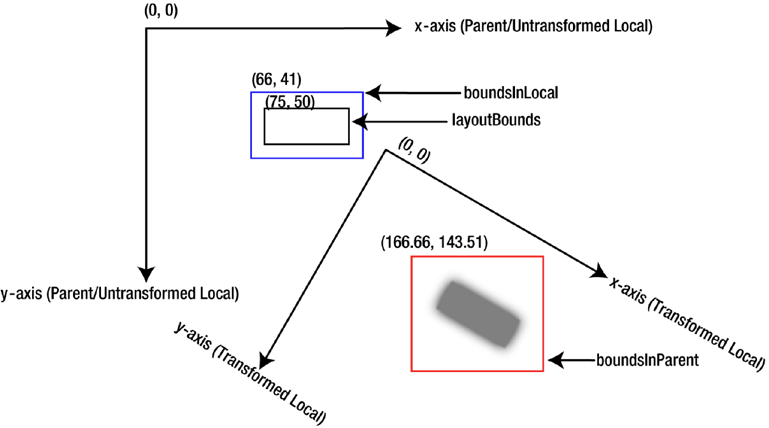 (0, 0)
x-axis (Parent/Untransformed Local)
(66, 41)
boundsInLocal
(75, 50)
layoutBounds
(0, 0)
(166.66, 143.51)
y-axis (Parent/Untransformed Local)
x-axis (Transformed Local)
y-axis (Transformed Local)
boundsInParent